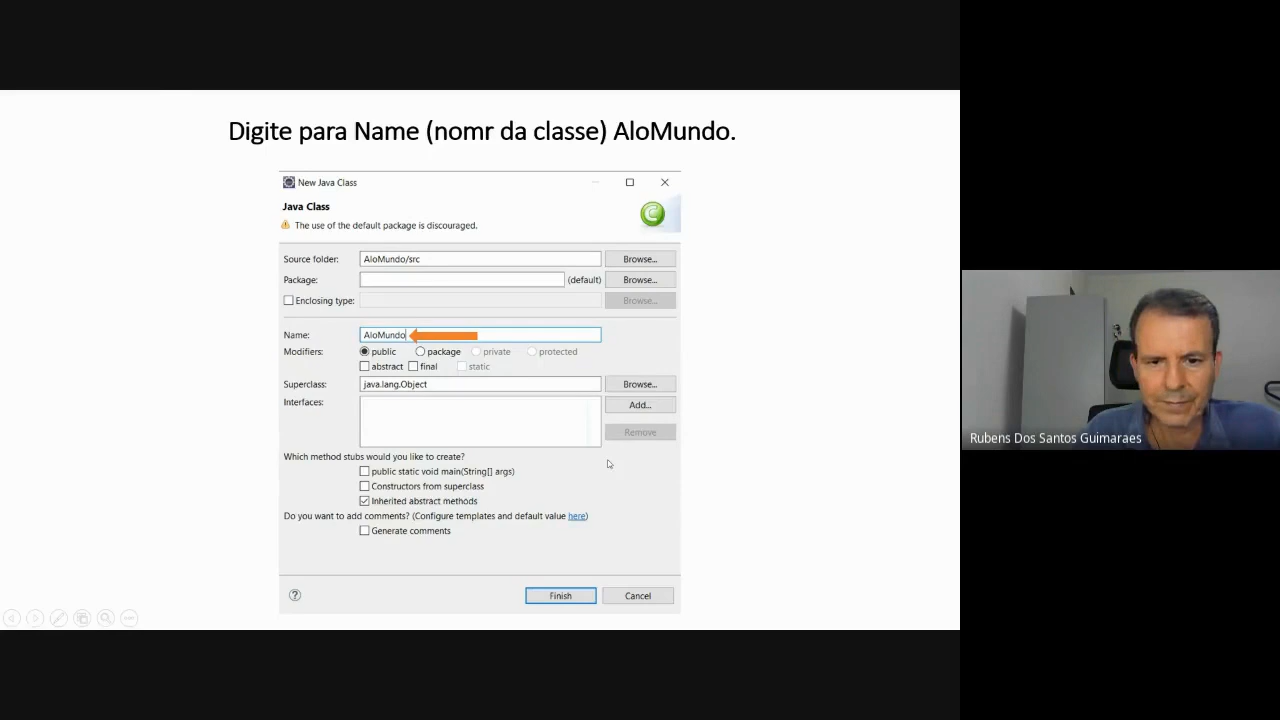 Digite para Name (nomr da classe) AloMundo.
New Java Class
Java Class
The use of the default package is discouraged.
Source folder: AloMundo/src Browse...
Package: (default) Browse...
Enclosing type: Browse...
Name: AloMundo
Modifiers: public package private protected
abstract final static
Superclass: java.lang.Object Browse...
Interfaces: Add...
Remove
Which method stubs would you like to create?
public static void main(String[] args)
Constructors from superclass
Inherited abstract methods
Do you want to add comments? (Configure templates and default value here)
Generate comments
? Finish Cancel
Rubens Dos Santos Guimaraes